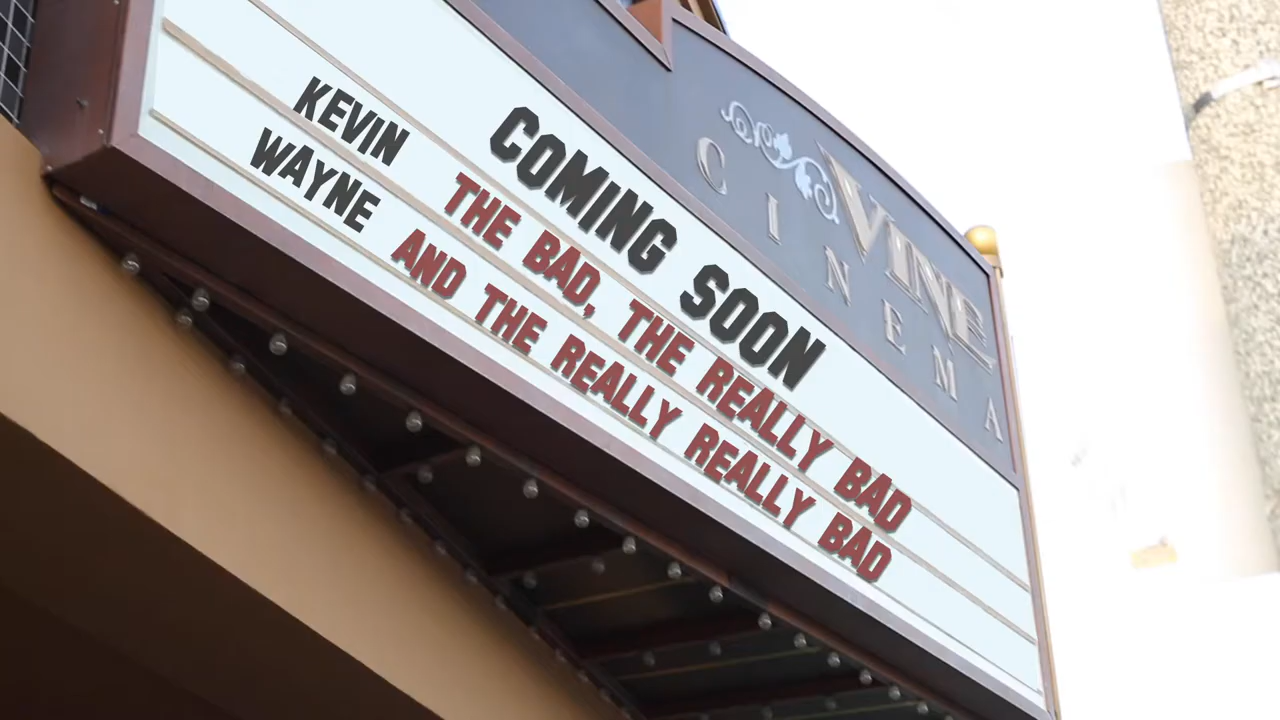 VINE
CINEMA
COMING SOON
KEVIN
WAYNE
THE BAD, THE REALLY BAD
AND THE REALLY REALLY BAD